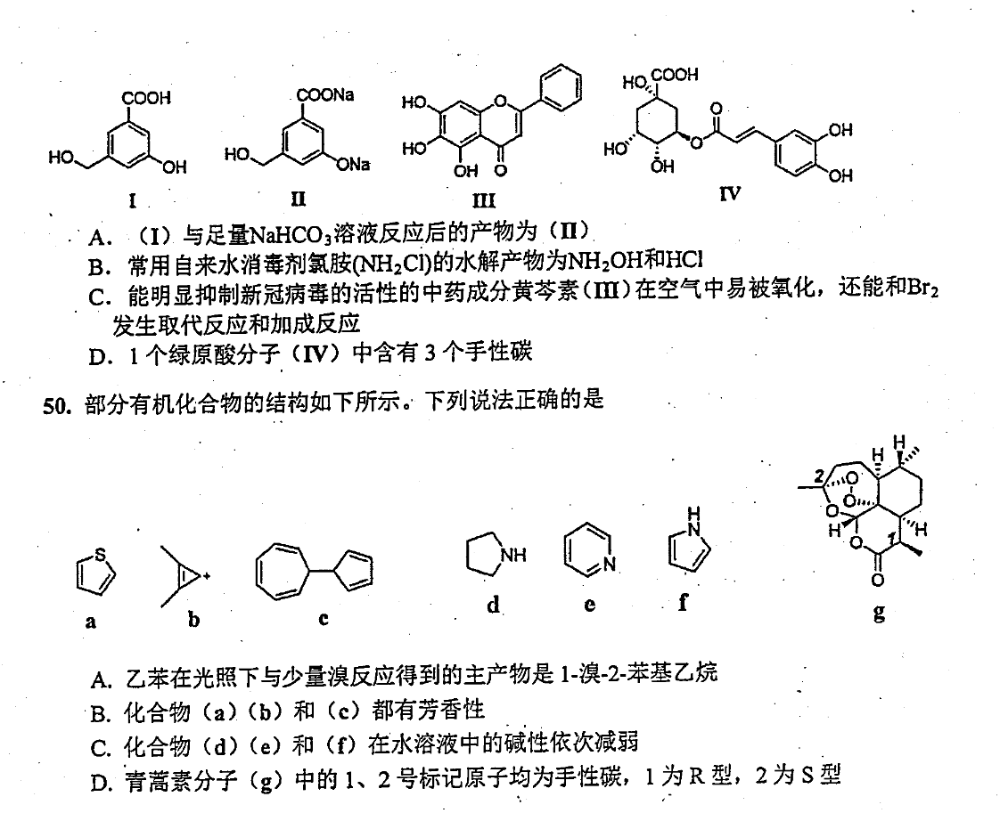 COOH
HO
OH
I
COONa
HO
ONa
II
HO
HO
OH
O
O
III
HO
COOH
HO
OH
O
O
OH
OH
IV
A. （I）与足量NaHCO₃溶液反应后的产物为（II）
B. 常用自来水消毒剂氯胺(NH₂Cl)的水解产物为NH₂OH和HCl
C. 能明显抑制新冠病毒的活性的中药成分黄芩素（III）在空气中易被氧化，还能和Br₂
发生取代反应和加成反应
D. 1个绿原酸分子（IV）中含有3个手性碳
50. 部分有机化合物的结构如下所示。下列说法正确的是
S
a
+
b
c
NH
d
N
e
H
N
f
2
H
H
O
O
O
O
H
H
1
O
g
A. 乙苯在光照下与少量溴反应得到的主产物是1-溴-2-苯基乙烷
B. 化合物（a）（b）和（c）都有芳香性
C. 化合物（d）（e）和（f）在水溶液中的碱性依次减弱
D. 青蒿素分子（g）中的1、2号标记原子均为手性碳，1为R型，2为S型